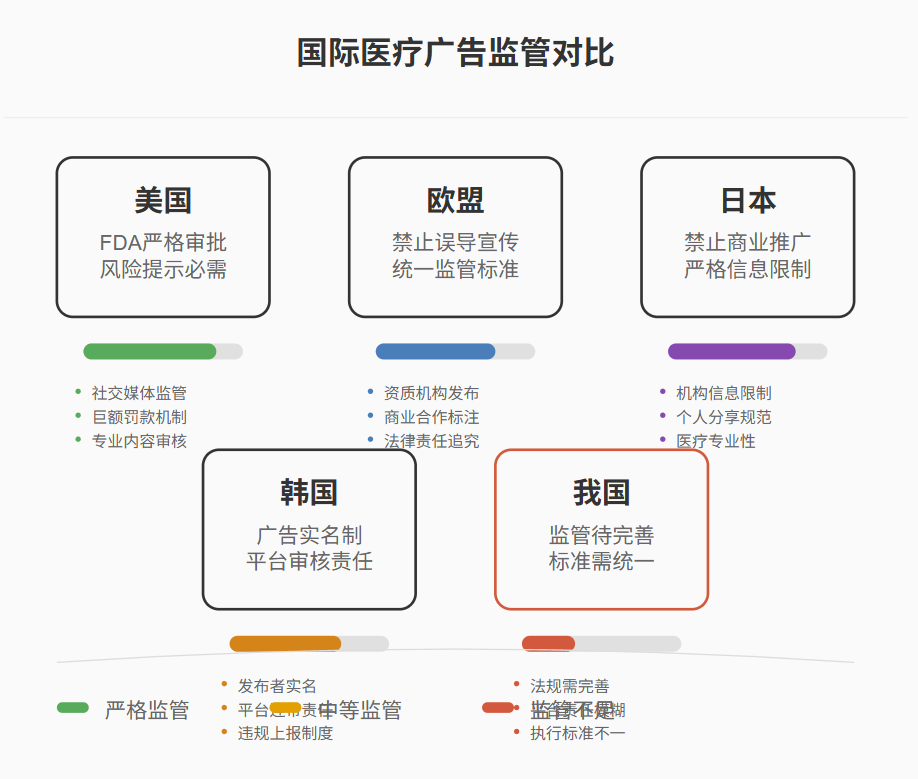 国际医疗广告监管对比
美国
FDA严格审批
风险提示必需
欧盟
禁止误导宣传
统一监管标准
日本
禁止商业推广
严格信息限制
社交媒体监管
巨额罚款机制
专业内容审核
资质机构发布
商业合作标注
法律责任追究
机构信息限制
个人分享规范
医疗专业性
韩国
广告实名制
平台审核责任
我国
监管待完善
标准需统一
发布者实名
平台连带责任
违规上报制度
法规需完善
平台责任模糊
执行标准不一
严格监管
中等监管
监管不足